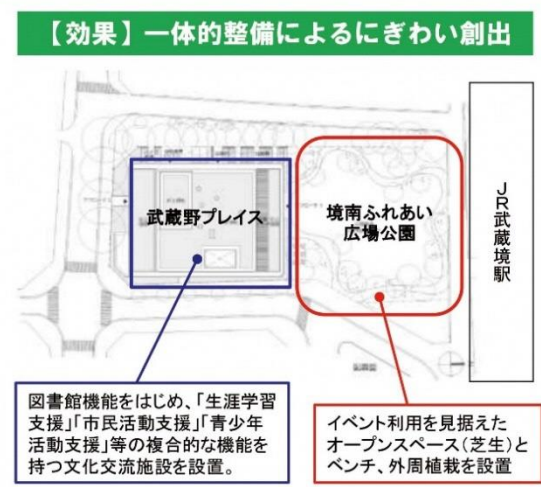 【効果】一体的整備によるにぎわい創出
武蔵野プレイス
境南ふれあい
広場公園
JR武蔵境駅
図書館機能をはじめ、「生涯学習
支援」「市民活動支援」「青少年
活動支援」等の複合的な機能を
持つ文化交流施設を設置。
イベント利用を見据えた
オープンスペース(芝生)と
ベンチ、外周植栽を設置